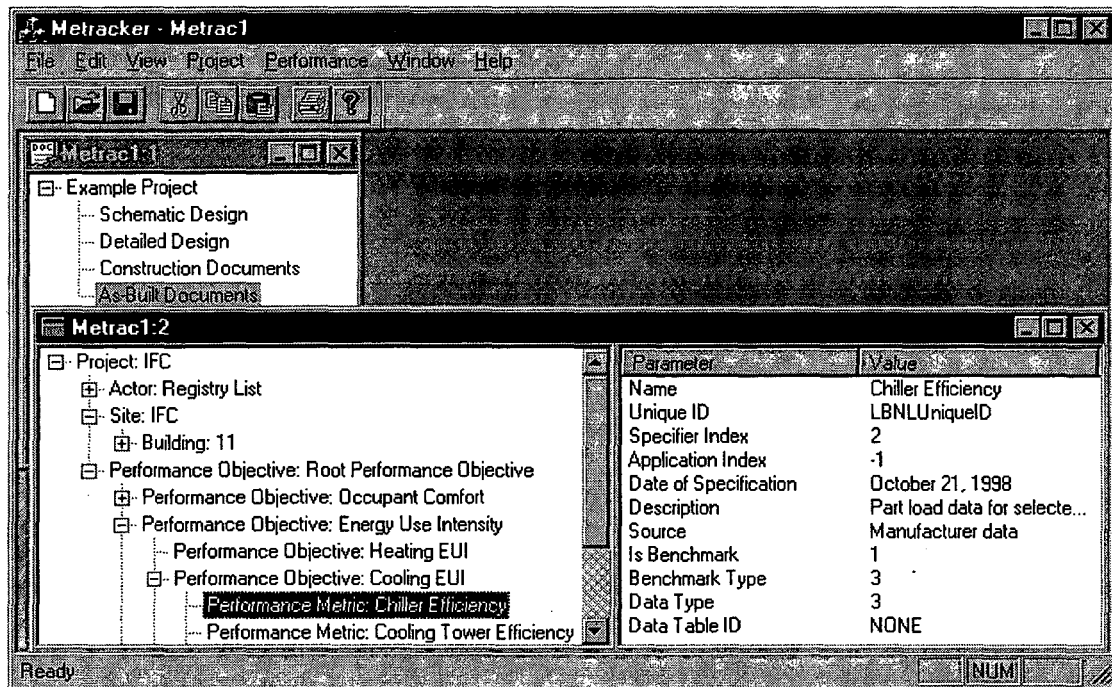 Metracker - Metrac1
File Edit View Project Performance Window Help
Metrac1:1
Example Project
Schematic Design
Detailed Design
Construction Documents
As-Built Documents
Metrac1:2
Project: IFC
Actor: Registry List
Site: IFC
Building: 11
Performance Objective: Root Performance Objective
Performance Objective: Occupant Comfort
Performance Objective: Energy Use Intensity
Performance Objective: Heating EUI
Performance Objective: Cooling EUI
Performance Metric: Chiller Efficiency
Performance Metric: Cooling Tower Efficiency
Parameter Value
Name Chiller Efficiency
Unique ID LBNLUniqueID
Specifier Index 2
Application Index -1
Date of Specification October 21, 1998
Description Part load data for selecte...
Source Manufacturer data
Is Benchmark 1
Benchmark Type 3
Data Type 3
Data Table ID NONE
Ready NUM